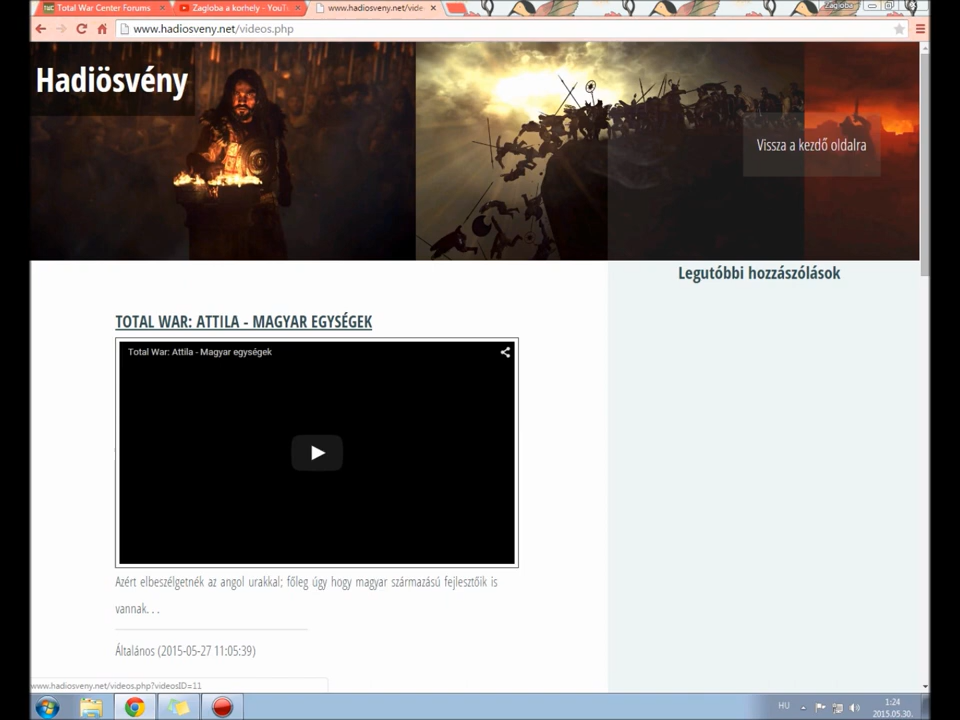 Total War Center Forums
Zagłoba a korhely - YouTu
www.hadiosveny.net/vide
Zagloba
www.hadiosveny.net/videos.php
Hadiösvény
Vissza a kezdő oldalra
Legutóbbi hozzászólások
TOTAL WAR: ATTILA - MAGYAR EGYSÉGEK
Total War: Attila - Magyar egységek
Azért elbeszélgetnék az angol urakkal; főleg úgy hogy magyar származású fejlesztőik is
vannak. . .
Általános (2015-05-27 11:05:39)
www.hadiosveny.net/videos.php?videosID=11
HU
1:24
2015.05.30.